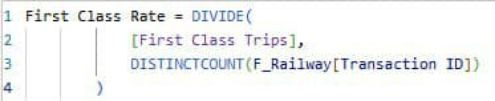 1 First Class Rate = DIVIDE(
2 [First Class Trips],
3 DISTINCTCOUNT(F_Railway[Transaction ID])
4 )